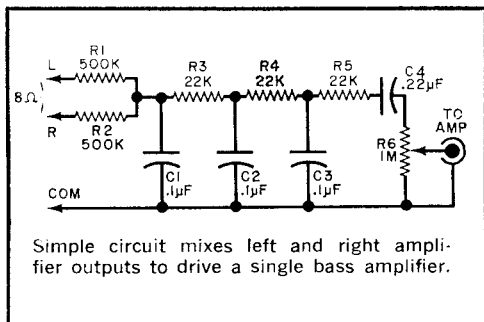 L
R1
500K
8Ω
R
R2
500K
R3
22K
R4
22K
R5
22K
C4
.22µF
TO
AMP
R6
1M
C1
.1µF
C2
.1µF
C3
.1µF
COM
Simple circuit mixes left and right ampli-
fier outputs to drive a single bass amplifier.